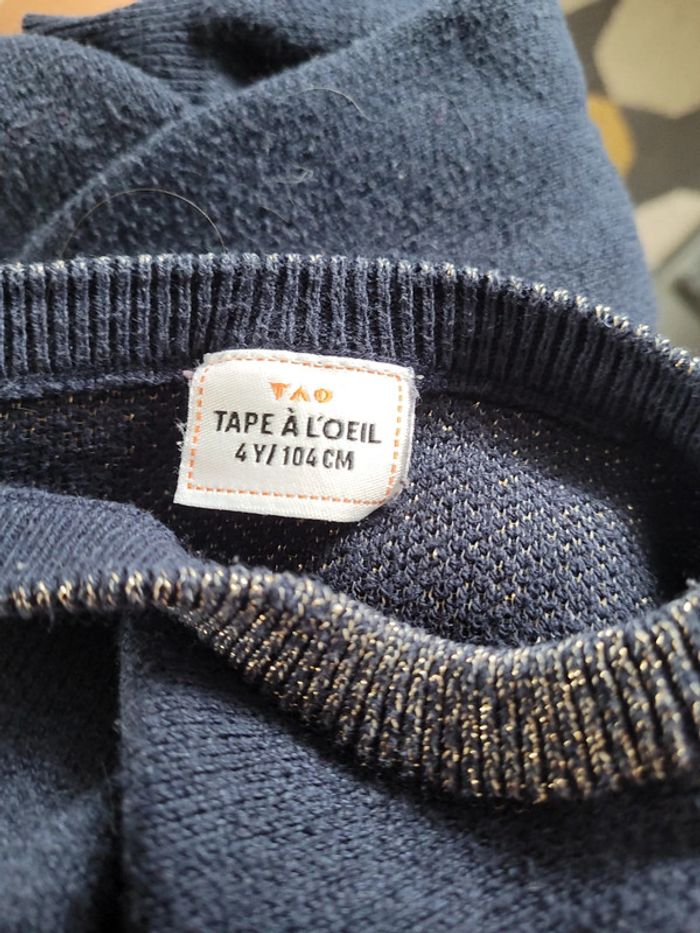 TAO
TAPE À L'OEIL
4 Y/ 104 CM